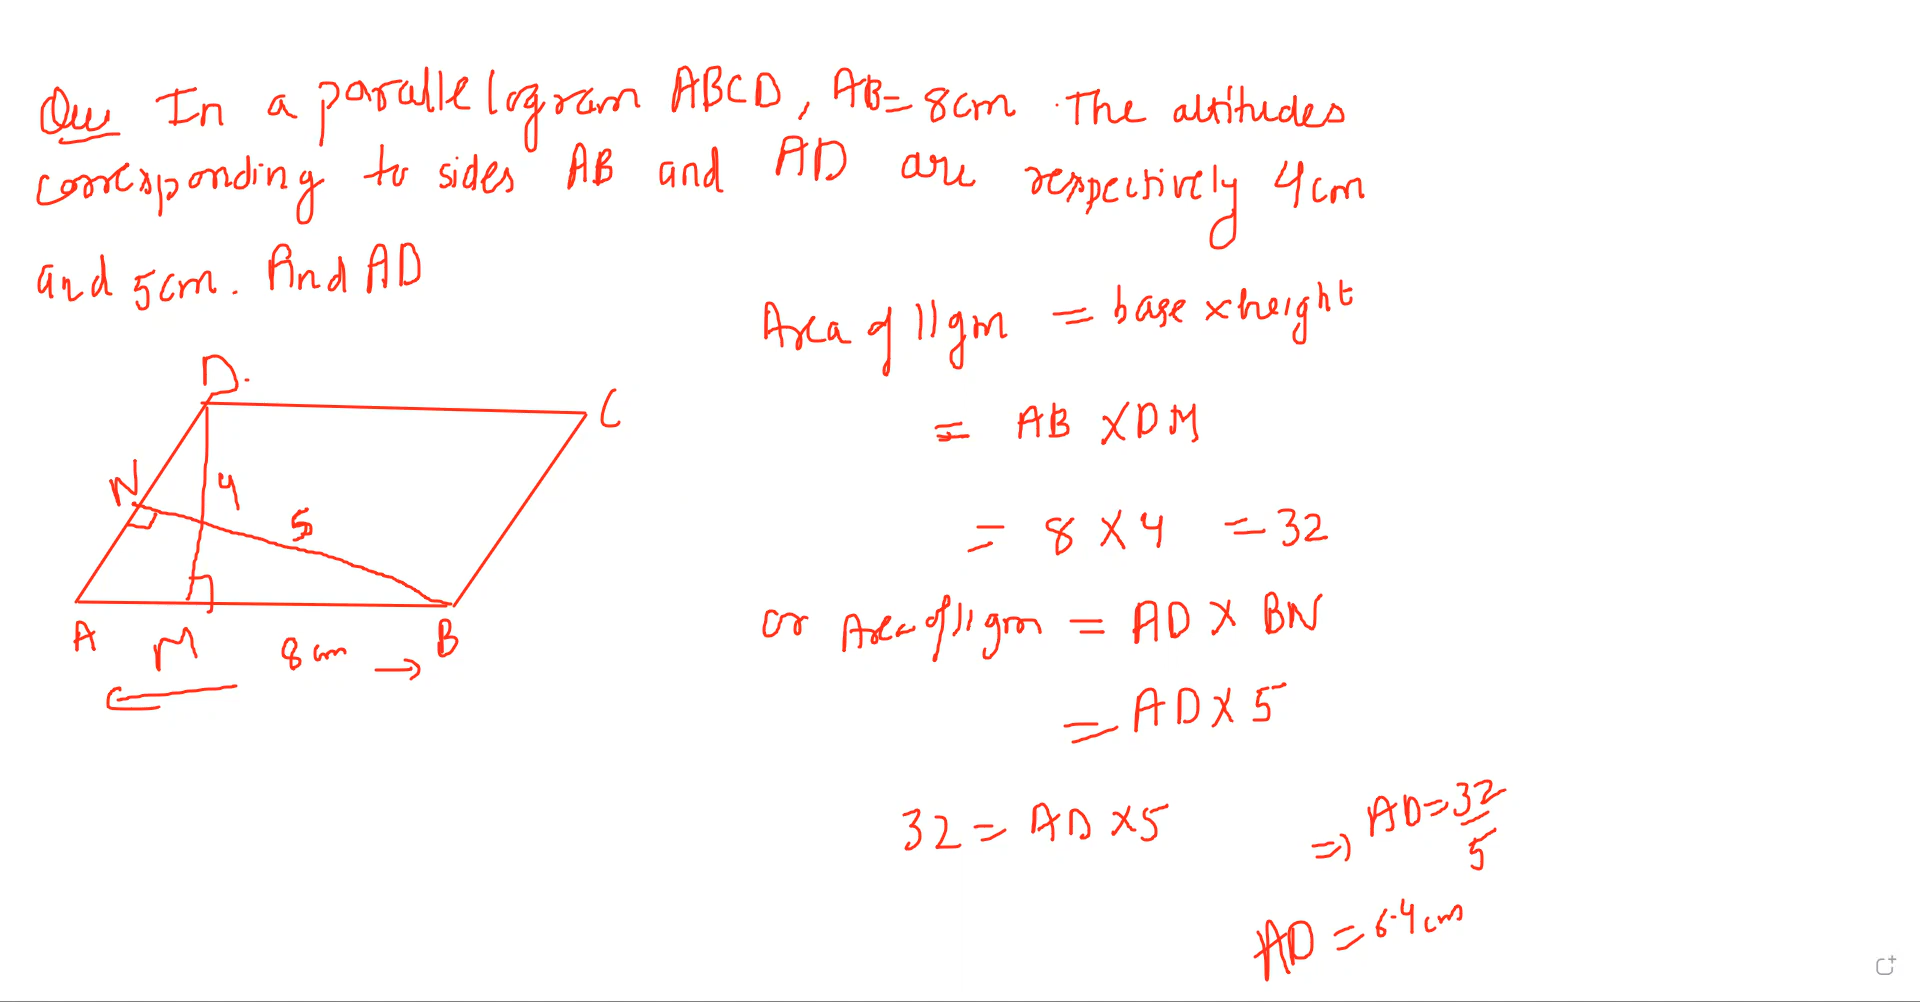 Que In a parallelogram ABCD, AB = 8cm. The altitudes
corresponding to sides AB and AD are respectively 4cm
and 5cm. Find AD
Area of ||gm = base × height
= AB × DM
= 8 × 4 = 32
or Area of ||gm = AD × BN
= AD × 5
32 = AD × 5 => AD = 32/5
AD = 6.4 cm
D
C
N
4
5
A
M
8 cm
B